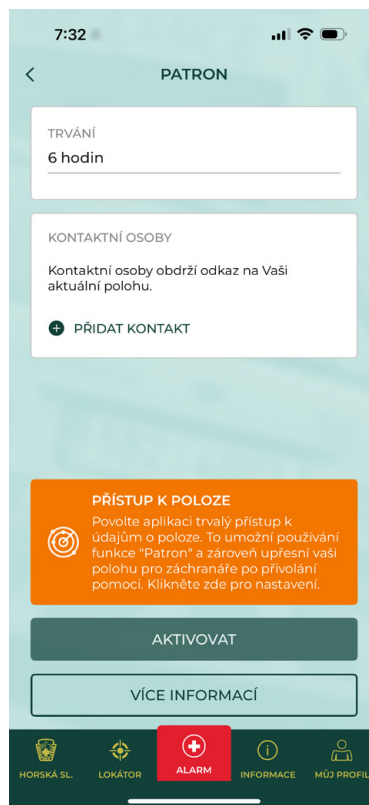 7:32
PATRON
TRVÁNÍ
6 hodin
KONTAKTNÍ OSOBY
Kontaktní osoby obdrží odkaz na Vaši
aktuální polohu.
PŘIDAT KONTAKT
PŘÍSTUP K POLOZE
Povolte aplikaci trvalý přístup k
údajům o poloze. To umožní používání
funkce "Patron" a zároveň upřesní vaši
polohu pro záchranáře po přivolání
pomoci. Klikněte zde pro nastavení.
AKTIVOVAT
VÍCE INFORMACÍ
HORSKÁ SL. LOKÁTOR ALARM INFORMACE MŮJ PROFIL